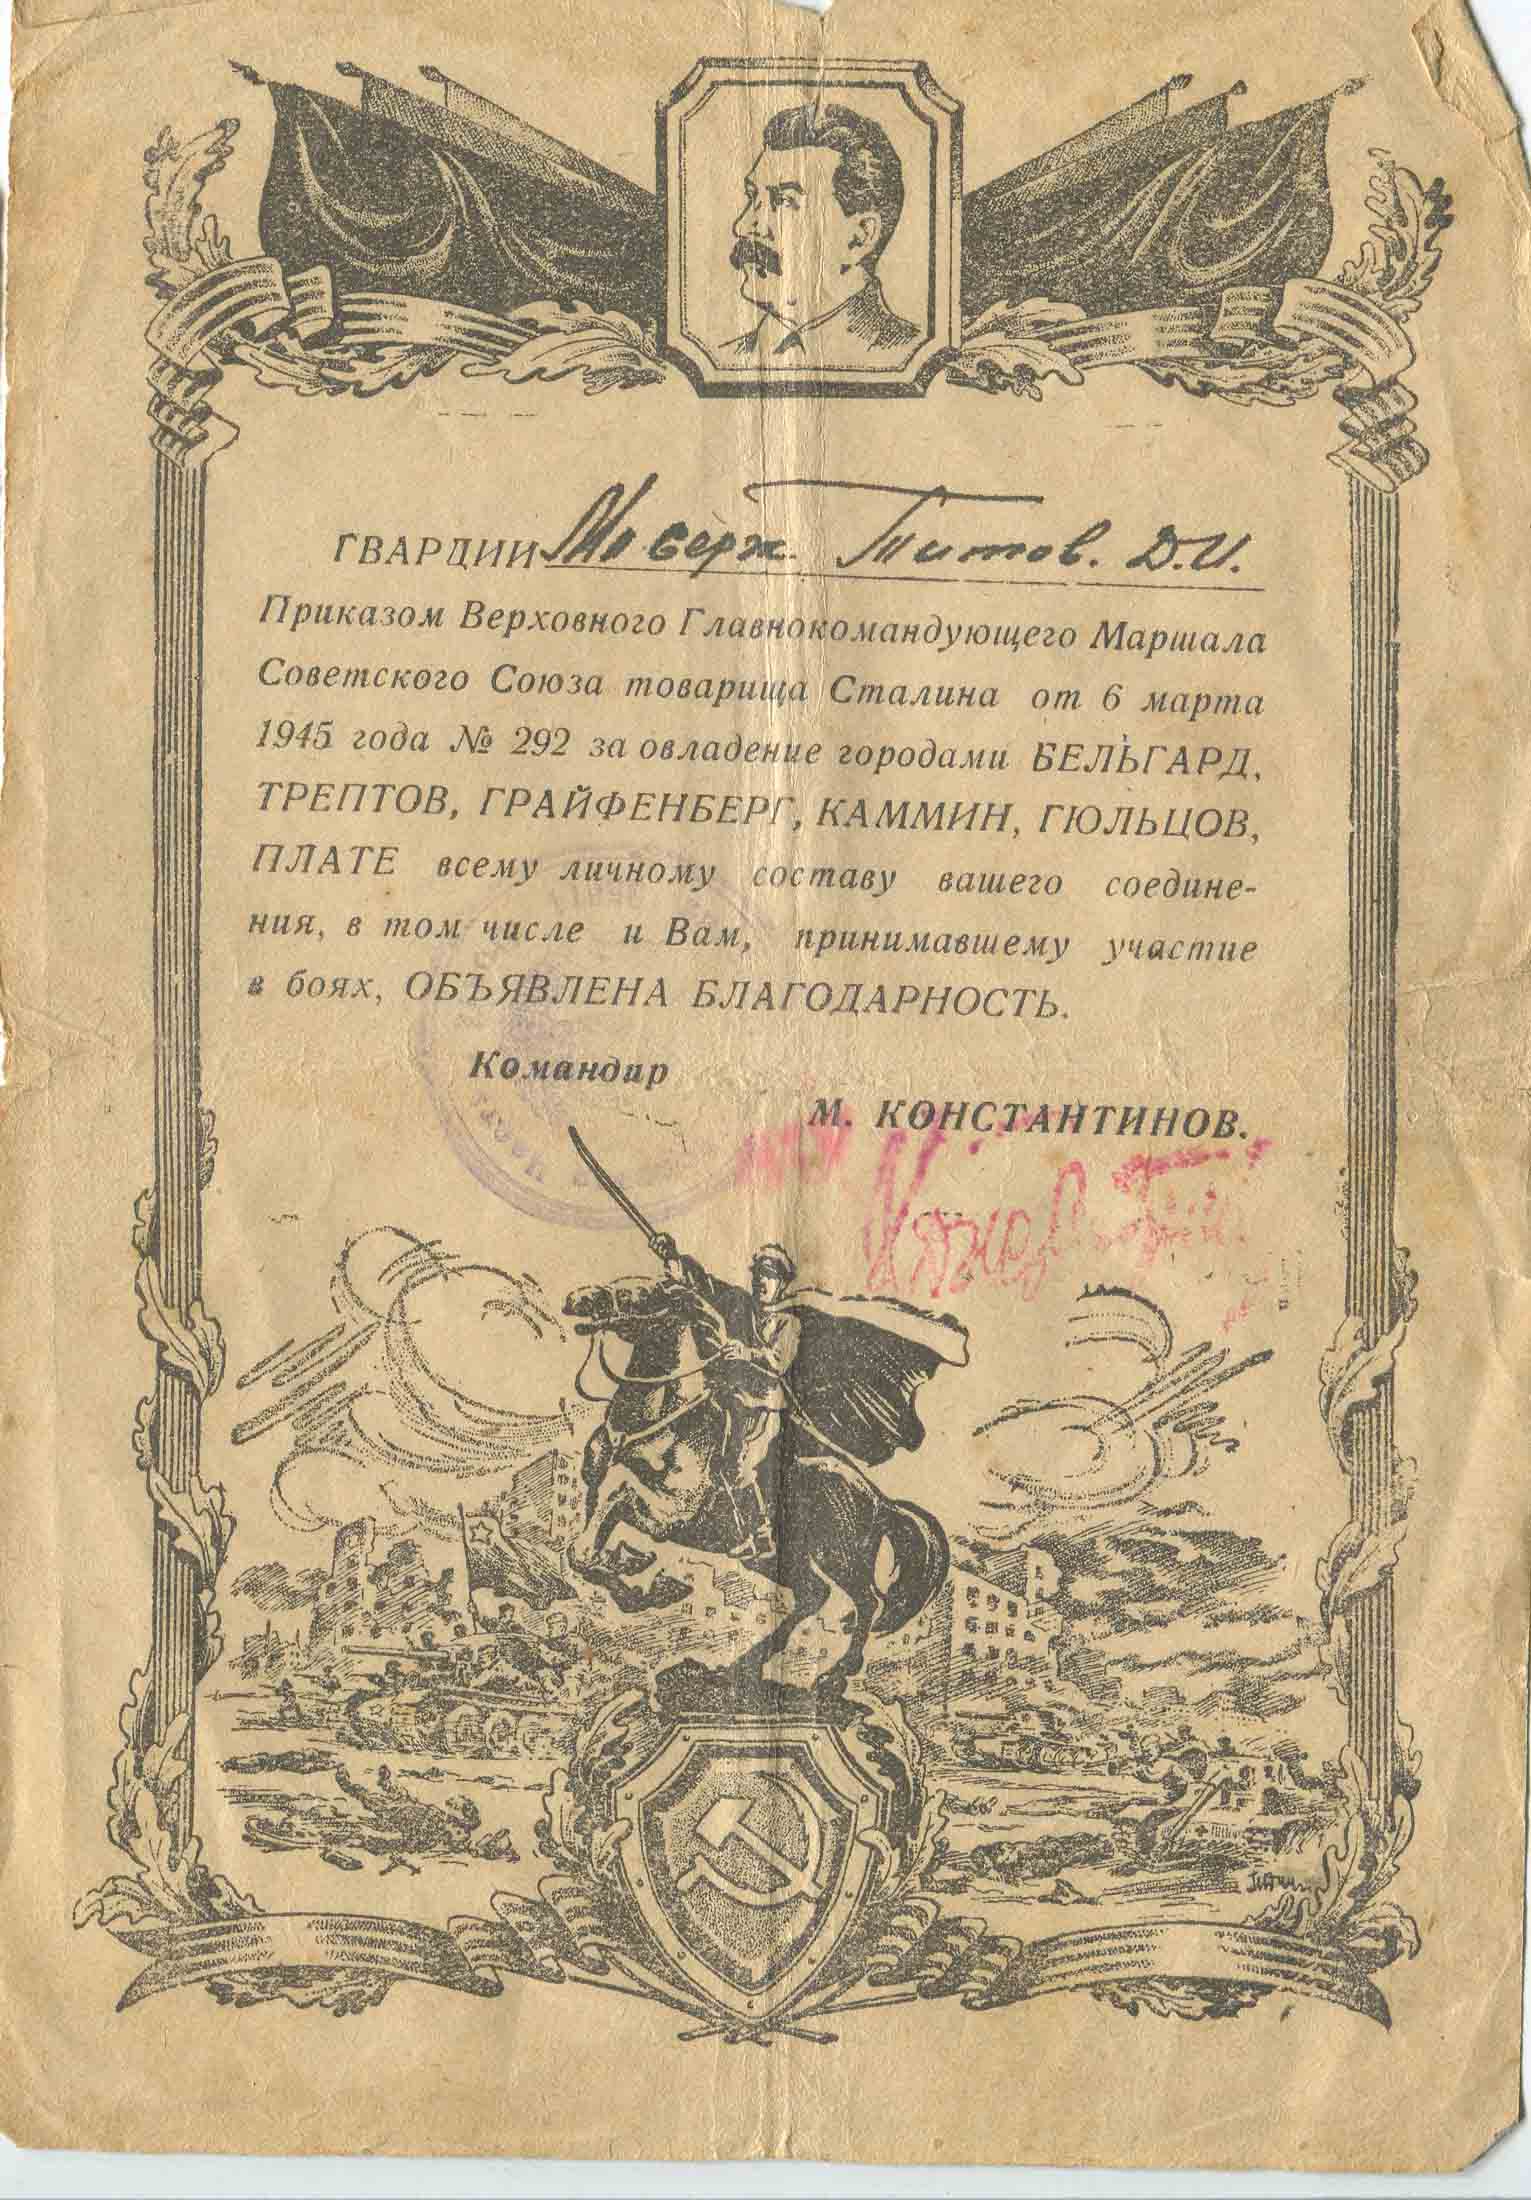 ГВАРДИИ Мл. Серж. Титов. Д.И.
Приказом Верховного Главнокомандующего Маршала
Советского Союза товарища Сталина от 6 марта
1945 года № 292 за овладение городами БЕЛЬГАРД,
ТРЕПТОВ, ГРАЙФЕНБЕРГ, КАММИН, ГЮЛЬЦОВ,
ПЛАТЕ всему личному составу вашего соедине-
ния, в том числе и Вам, принимавшему участие
в боях, ОБЪЯВЛЕНА БЛАГОДАРНОСТЬ.
Командир
М. КОНСТАНТИНОВ.